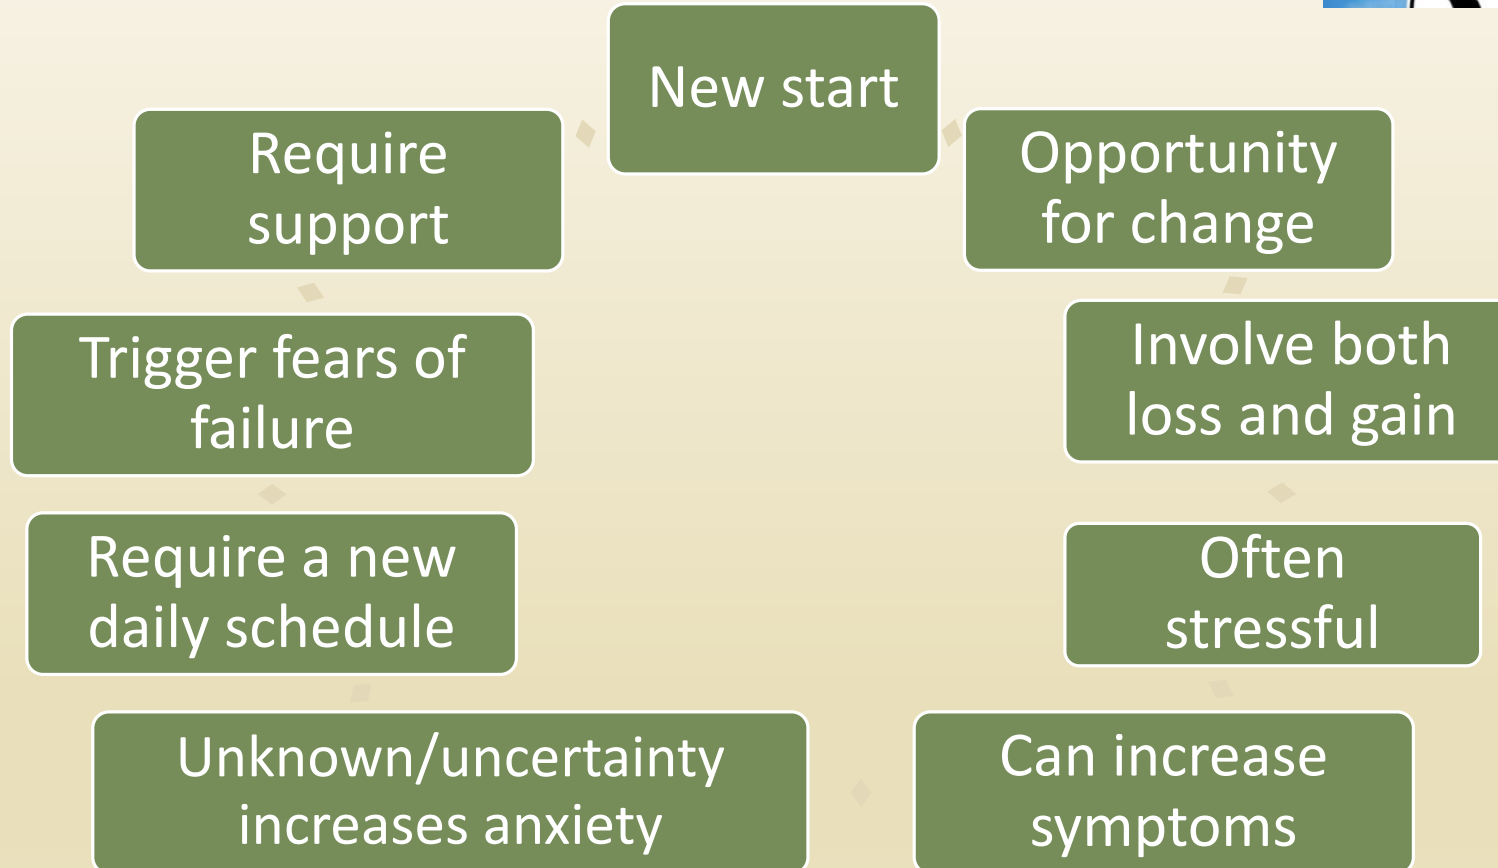 New start
Opportunity
for change
Involve both
loss and gain
Often
stressful
Can increase
symptoms
Unknown/uncertainty
increases anxiety
Require a new
daily schedule
Trigger fears of
failure
Require
support